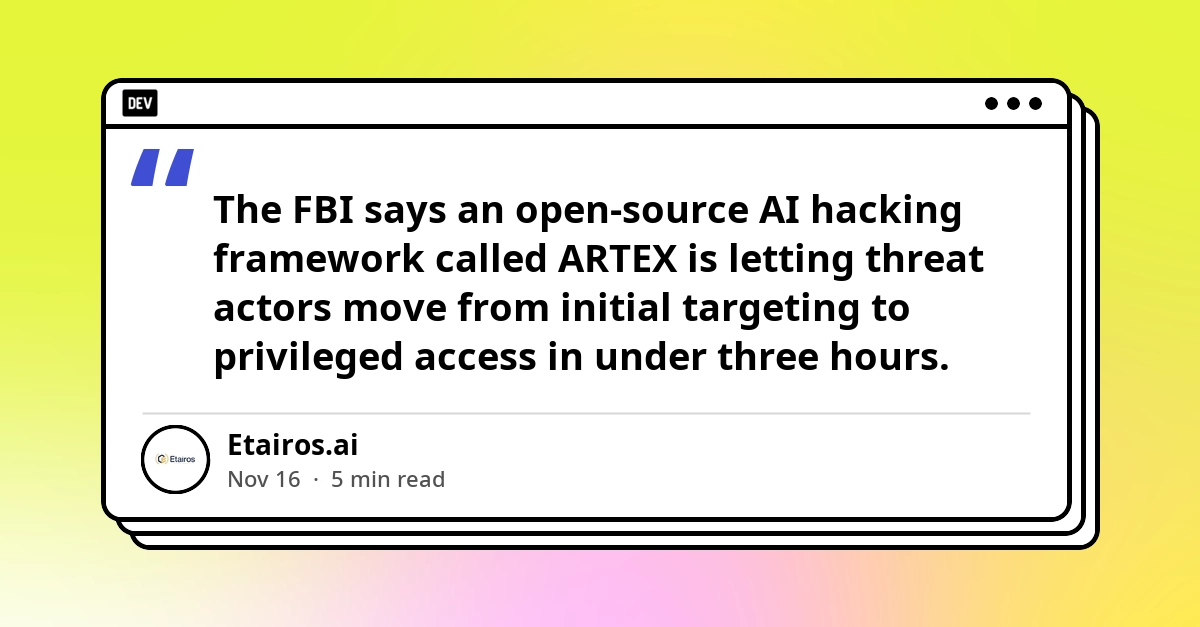 DEV
“
The FBI says an open-source AI hacking
framework called ARTEX is letting threat
actors move from initial targeting to
privileged access in under three hours.
Etairos
Etairos.ai
Nov 16 · 5 min read